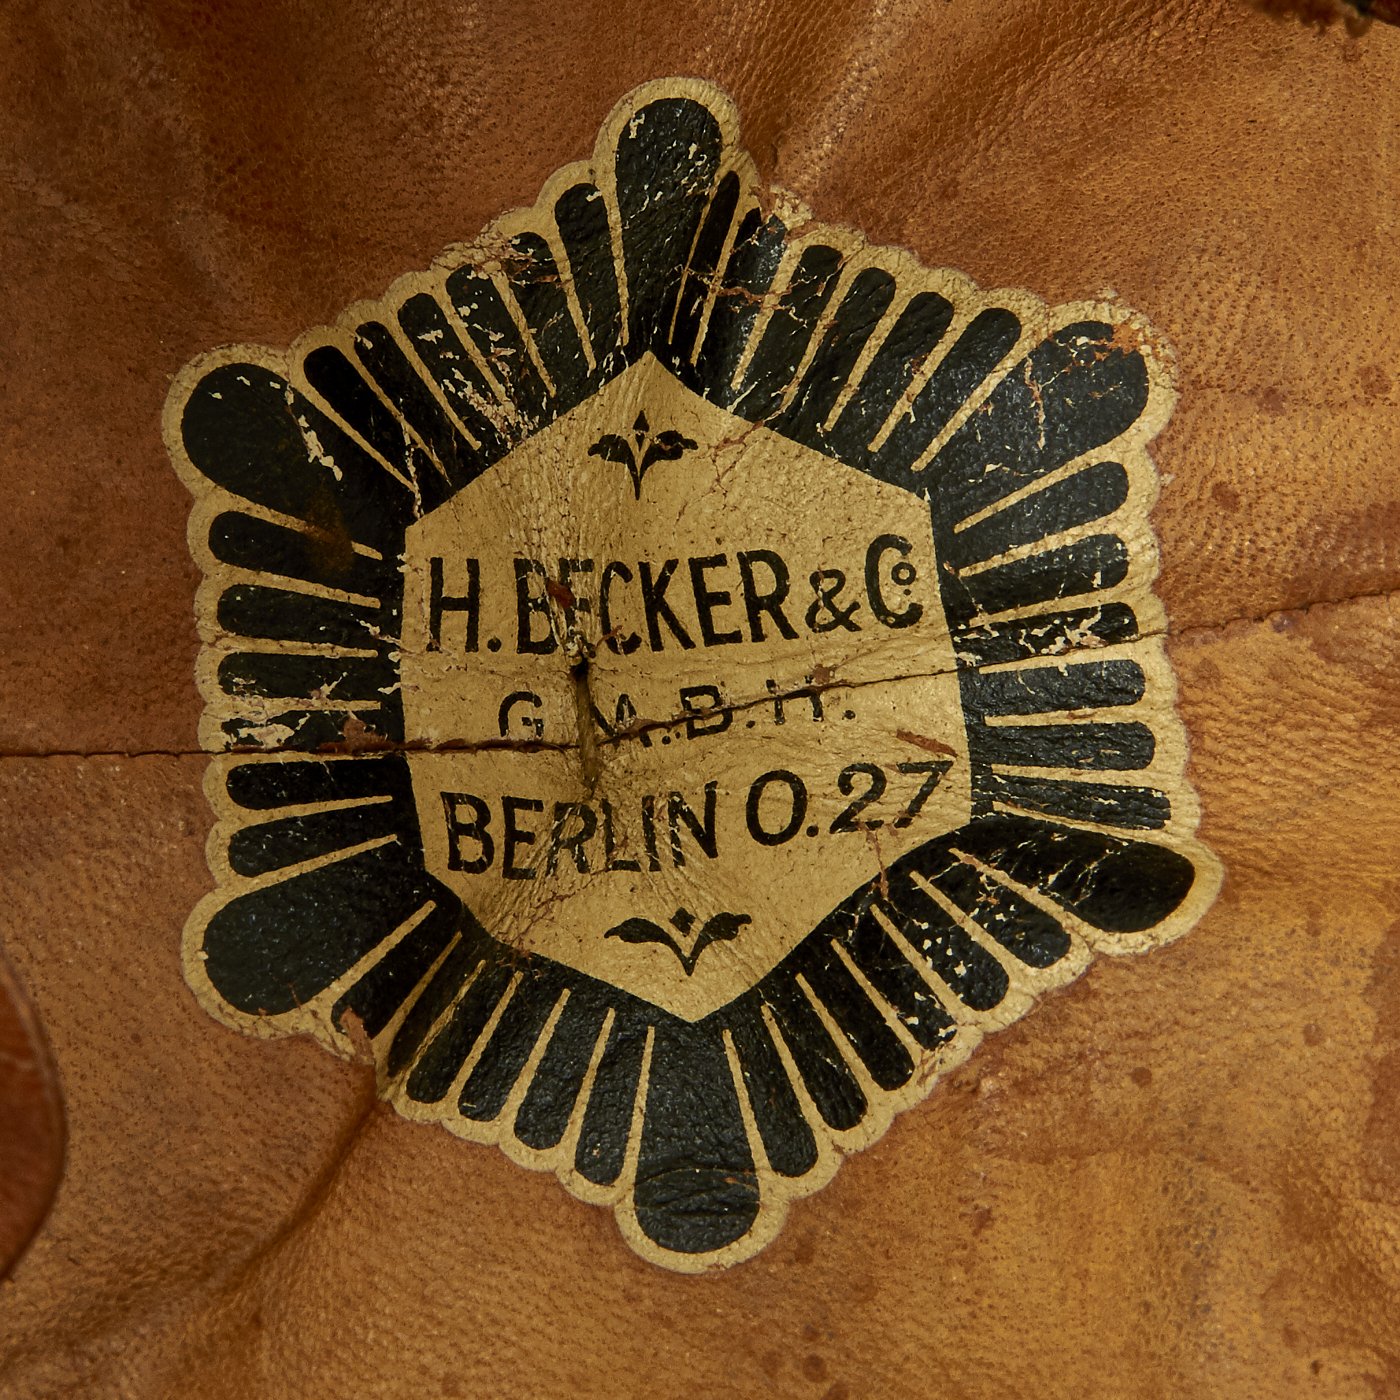 H. BECKER & Co
G.M.B.H.
BERLIN O.27